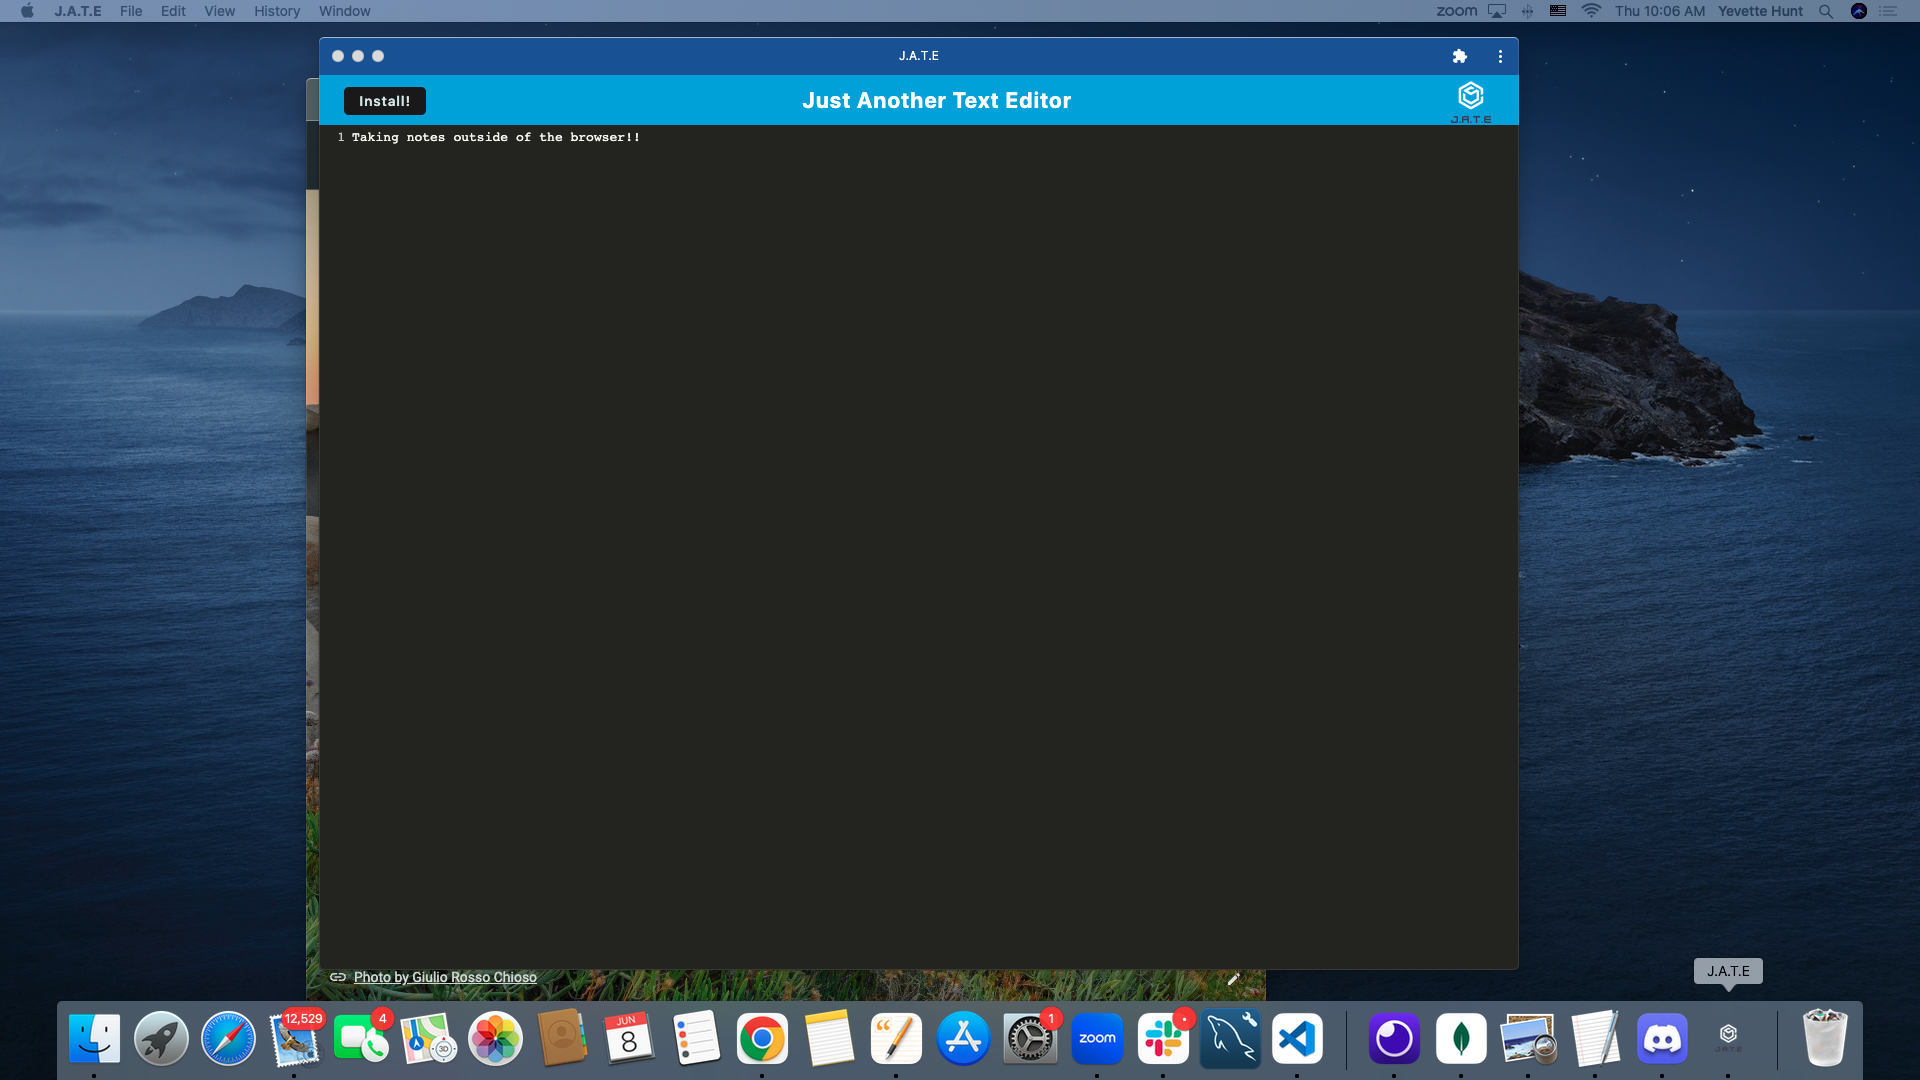 J.A.T.E File Edit View History Window zoom Thu 10:06 AM Yevette Hunt
J.A.T.E
Install! Just Another Text Editor
J.A.T.E
1 Taking notes outside of the browser!!
Photo by Giulio Rosso Chioso
J.A.T.E
12,529
4
3D
JUN
8
“
1
zoom
J.A.T.E